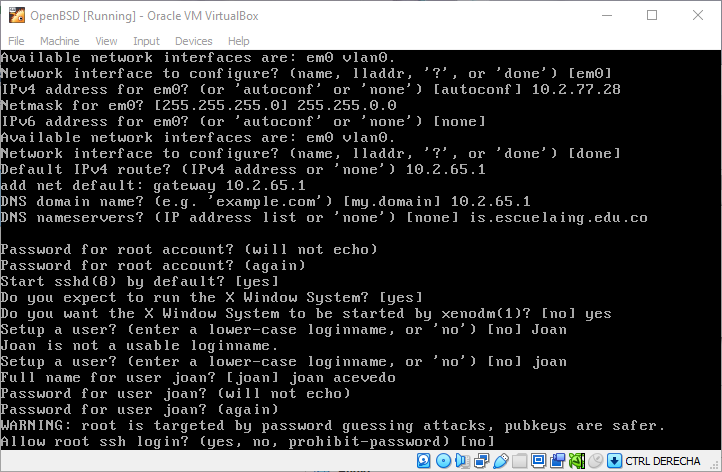 OpenBSD [Running] - Oracle VM VirtualBox
File Machine View Input Devices Help
Available network interfaces are: em0 vlan0.
Network interface to configure? (name, lladdr, '?', or 'done') [em0]
IPv4 address for em0? (or 'autoconf' or 'none') [autoconf] 10.2.77.28
Netmask for em0? [255.255.255.0] 255.255.0.0
IPv6 address for em0? (or 'autoconf' or 'none') [none]
Available network interfaces are: em0 vlan0.
Network interface to configure? (name, lladdr, '?', or 'done') [done]
Default IPv4 route? (IPv4 address or 'none') 10.2.65.1
add net default: gateway 10.2.65.1
DNS domain name? (e.g. 'example.com') [my.domain] 10.2.65.1
DNS nameservers? (IP address list or 'none') [none] is.escuelaing.edu.co
Password for root account? (will not echo)
Password for root account? (again)
Start sshd(8) by default? [yes]
Do you expect to run the X Window System? [yes]
Do you want the X Window System to be started by xenodm(1)? [no] yes
Setup a user? (enter a lower-case loginname, or 'no') [no] Joan
Joan is not a usable loginname.
Setup a user? (enter a lower-case loginname, or 'no') [no] joan
Full name for user joan? [joan] joan acevedo
Password for user joan? (will not echo)
Password for user joan? (again)
WARNING: root is targeted by password guessing attacks, pubkeys are safer.
Allow root ssh login? (yes, no, prohibit-password) [no]
CTRL DERECHA